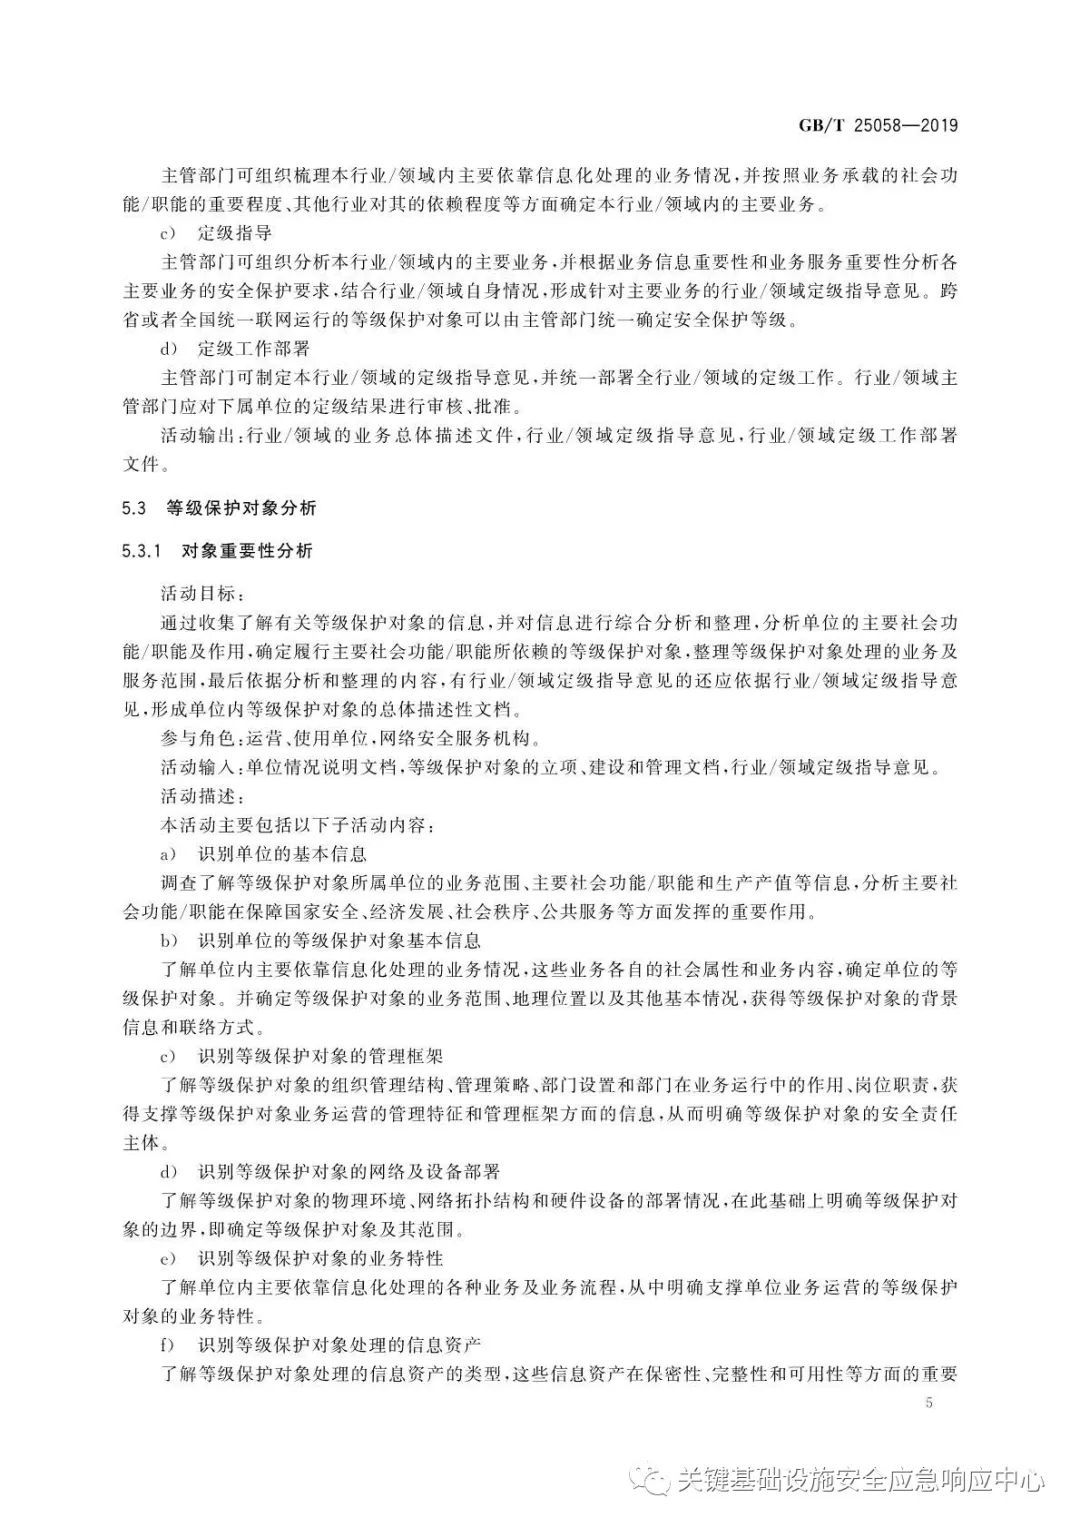 GB/T 25058—2019
主管部门可组织梳理本行业/领域内主要依靠信息化处理的业务情况,并按照业务承载的社会功
能/职能的重要程度、其他行业对其的依赖程度等方面确定本行业/领域内的主要业务。
c) 定级指导
主管部门可组织分析本行业/领域内的主要业务,并根据业务信息重要性和业务服务重要性分析各
主要业务的安全保护要求,结合行业/领域自身情况,形成针对主要业务的行业/领域定级指导意见。跨
省或者全国统一联网运行的等级保护对象可以由主管部门统一确定安全保护等级。
d) 定级工作部署
主管部门可制定本行业/领域的定级指导意见,并统一部署全行业/领域的定级工作。行业/领域主
管部门应对下属单位的定级结果进行审核、批准。
活动输出:行业/领域的业务总体描述文件,行业/领域定级指导意见,行业/领域定级工作部署
文件。
5.3 等级保护对象分析
5.3.1 对象重要性分析
活动目标:
通过收集了解有关等级保护对象的信息,并对信息进行综合分析和整理,分析单位的主要社会功
能/职能及作用,确定履行主要社会功能/职能所依赖的等级保护对象,整理等级保护对象处理的业务及
服务范围,最后依据分析和整理的内容,有行业/领域定级指导意见的还应依据行业/领域定级指导意
见,形成单位内等级保护对象的总体描述性文档。
参与角色:运营、使用单位,网络安全服务机构。
活动输入:单位情况说明文档,等级保护对象的立项、建设和管理文档,行业/领域定级指导意见。
活动描述:
本活动主要包括以下子活动内容:
a) 识别单位的基本信息
调查了解等级保护对象所属单位的业务范围、主要社会功能/职能和生产产值等信息,分析主要社
会功能/职能在保障国家安全、经济发展、社会秩序、公共服务等方面发挥的重要作用。
b) 识别单位的等级保护对象基本信息
了解单位内主要依靠信息化处理的业务情况,这些业务各自的社会属性和业务内容,确定单位的等
级保护对象。并确定等级保护对象的业务范围、地理位置以及其他基本情况,获得等级保护对象的背景
信息和联络方式。
c) 识别等级保护对象的管理框架
了解等级保护对象的组织管理结构、管理策略、部门设置和部门在业务运行中的作用、岗位职责,获
得支撑等级保护对象业务运营的管理特征和管理框架方面的信息,从而明确等级保护对象的安全责任
主体。
d) 识别等级保护对象的网络及设备部署
了解等级保护对象的物理环境、网络拓扑结构和硬件设备的部署情况,在此基础上明确等级保护对
象的边界,即确定等级保护对象及其范围。
e) 识别等级保护对象的业务特性
了解单位内主要依靠信息化处理的各种业务及业务流程,从中明确支撑单位业务运营的等级保护
对象的业务特性。
f) 识别等级保护对象处理的信息资产
了解等级保护对象处理的信息资产的类型,这些信息资产在保密性、完整性和可用性等方面的重要
5
关键基础设施安全应急响应中心